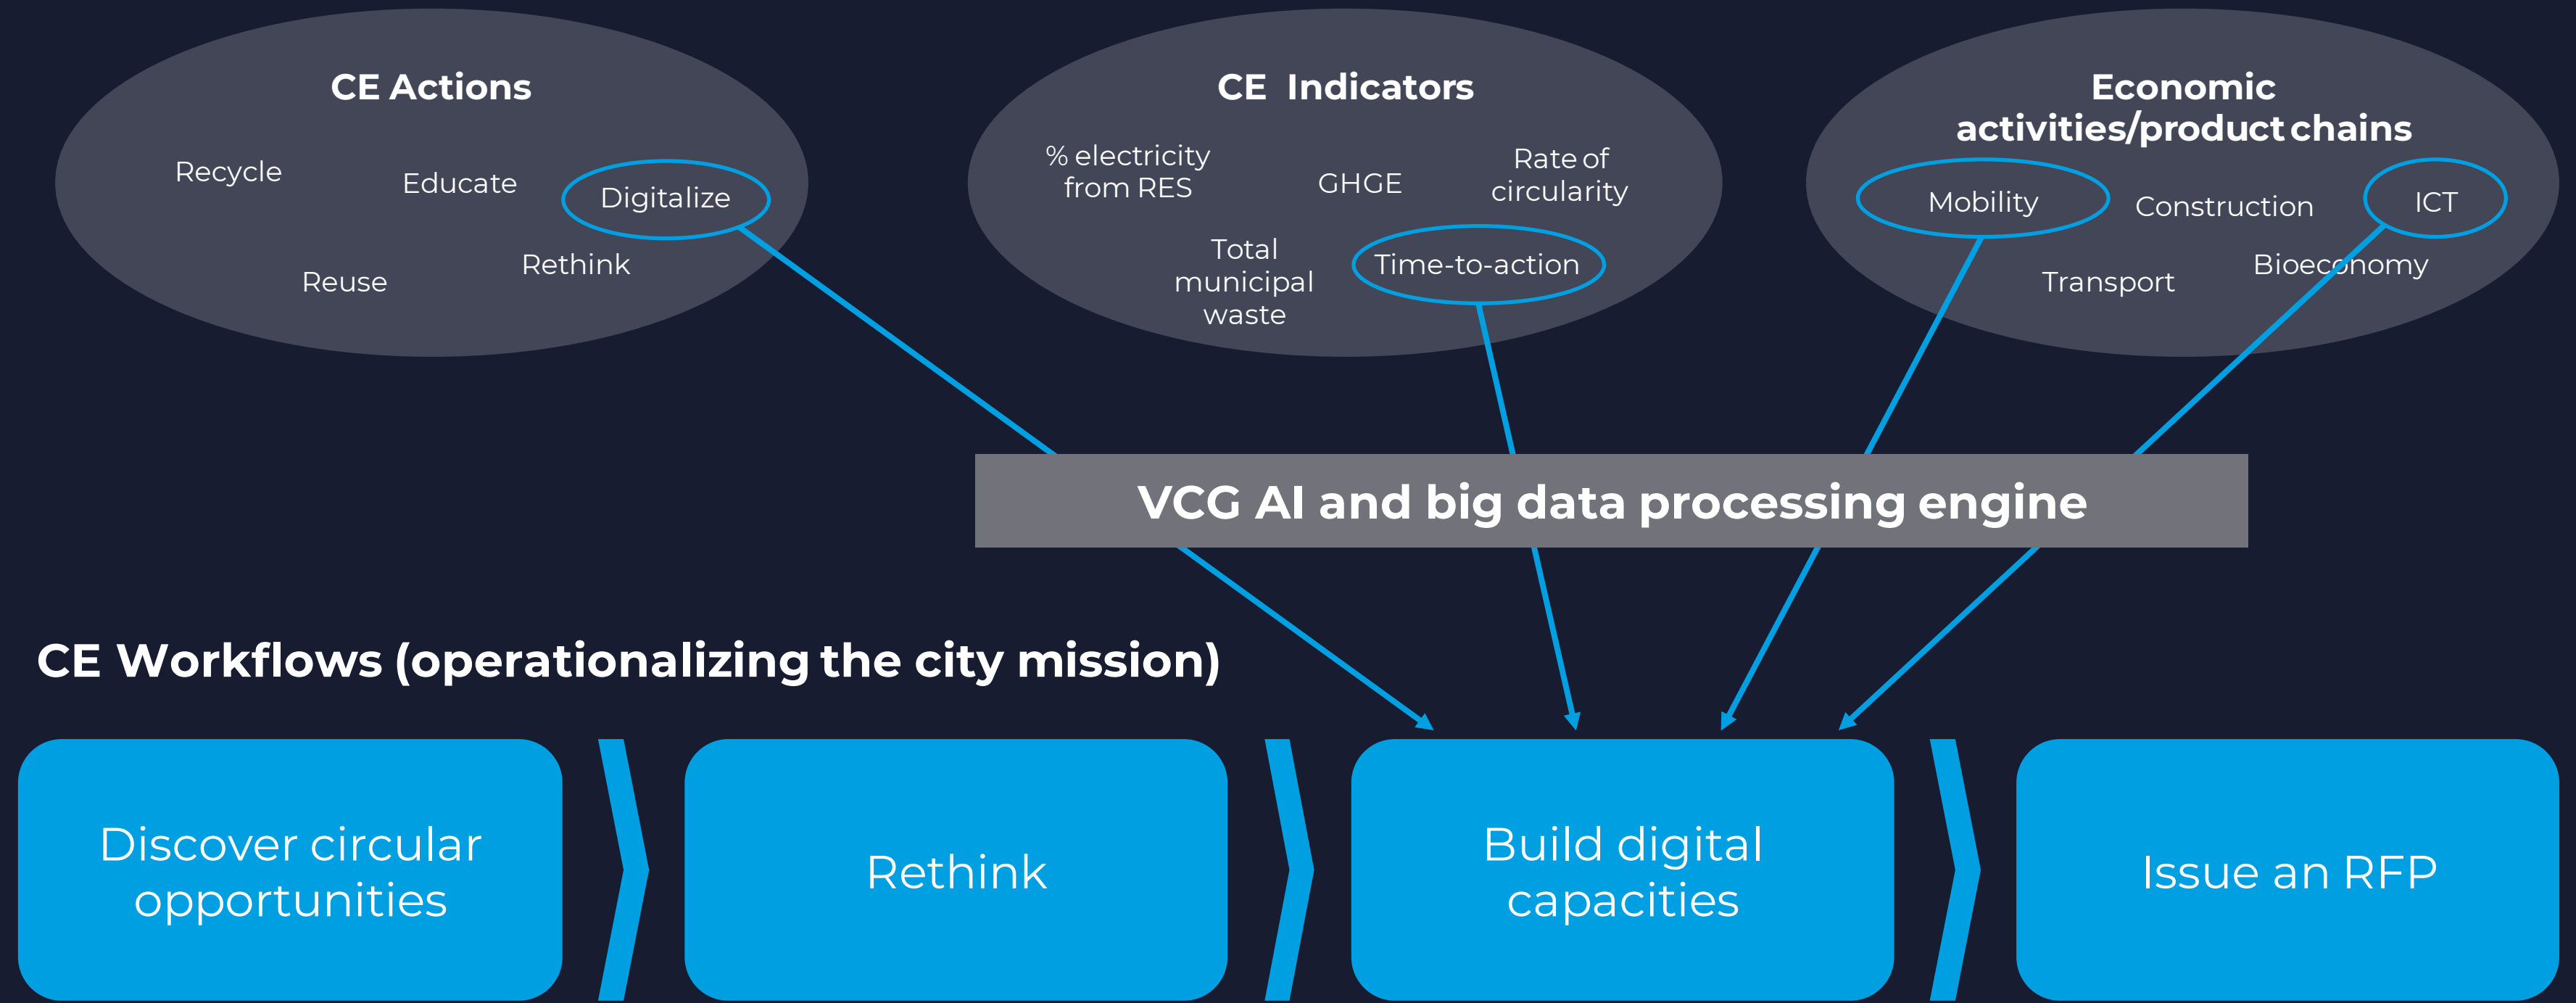 CE Actions
Recycle
Educate
Digitalize
Reuse
Rethink
CE Indicators
% electricity
from RES
GHGE
Rate of
circularity
Total
municipal
waste
Time-to-action
Economic
activities/product chains
Mobility
Construction
ICT
Transport
Bioeconomy
VCG AI and big data processing engine
CE Workflows (operationalizing the city mission)
Discover circular
opportunities
Rethink
Build digital
capacities
Issue an RFP